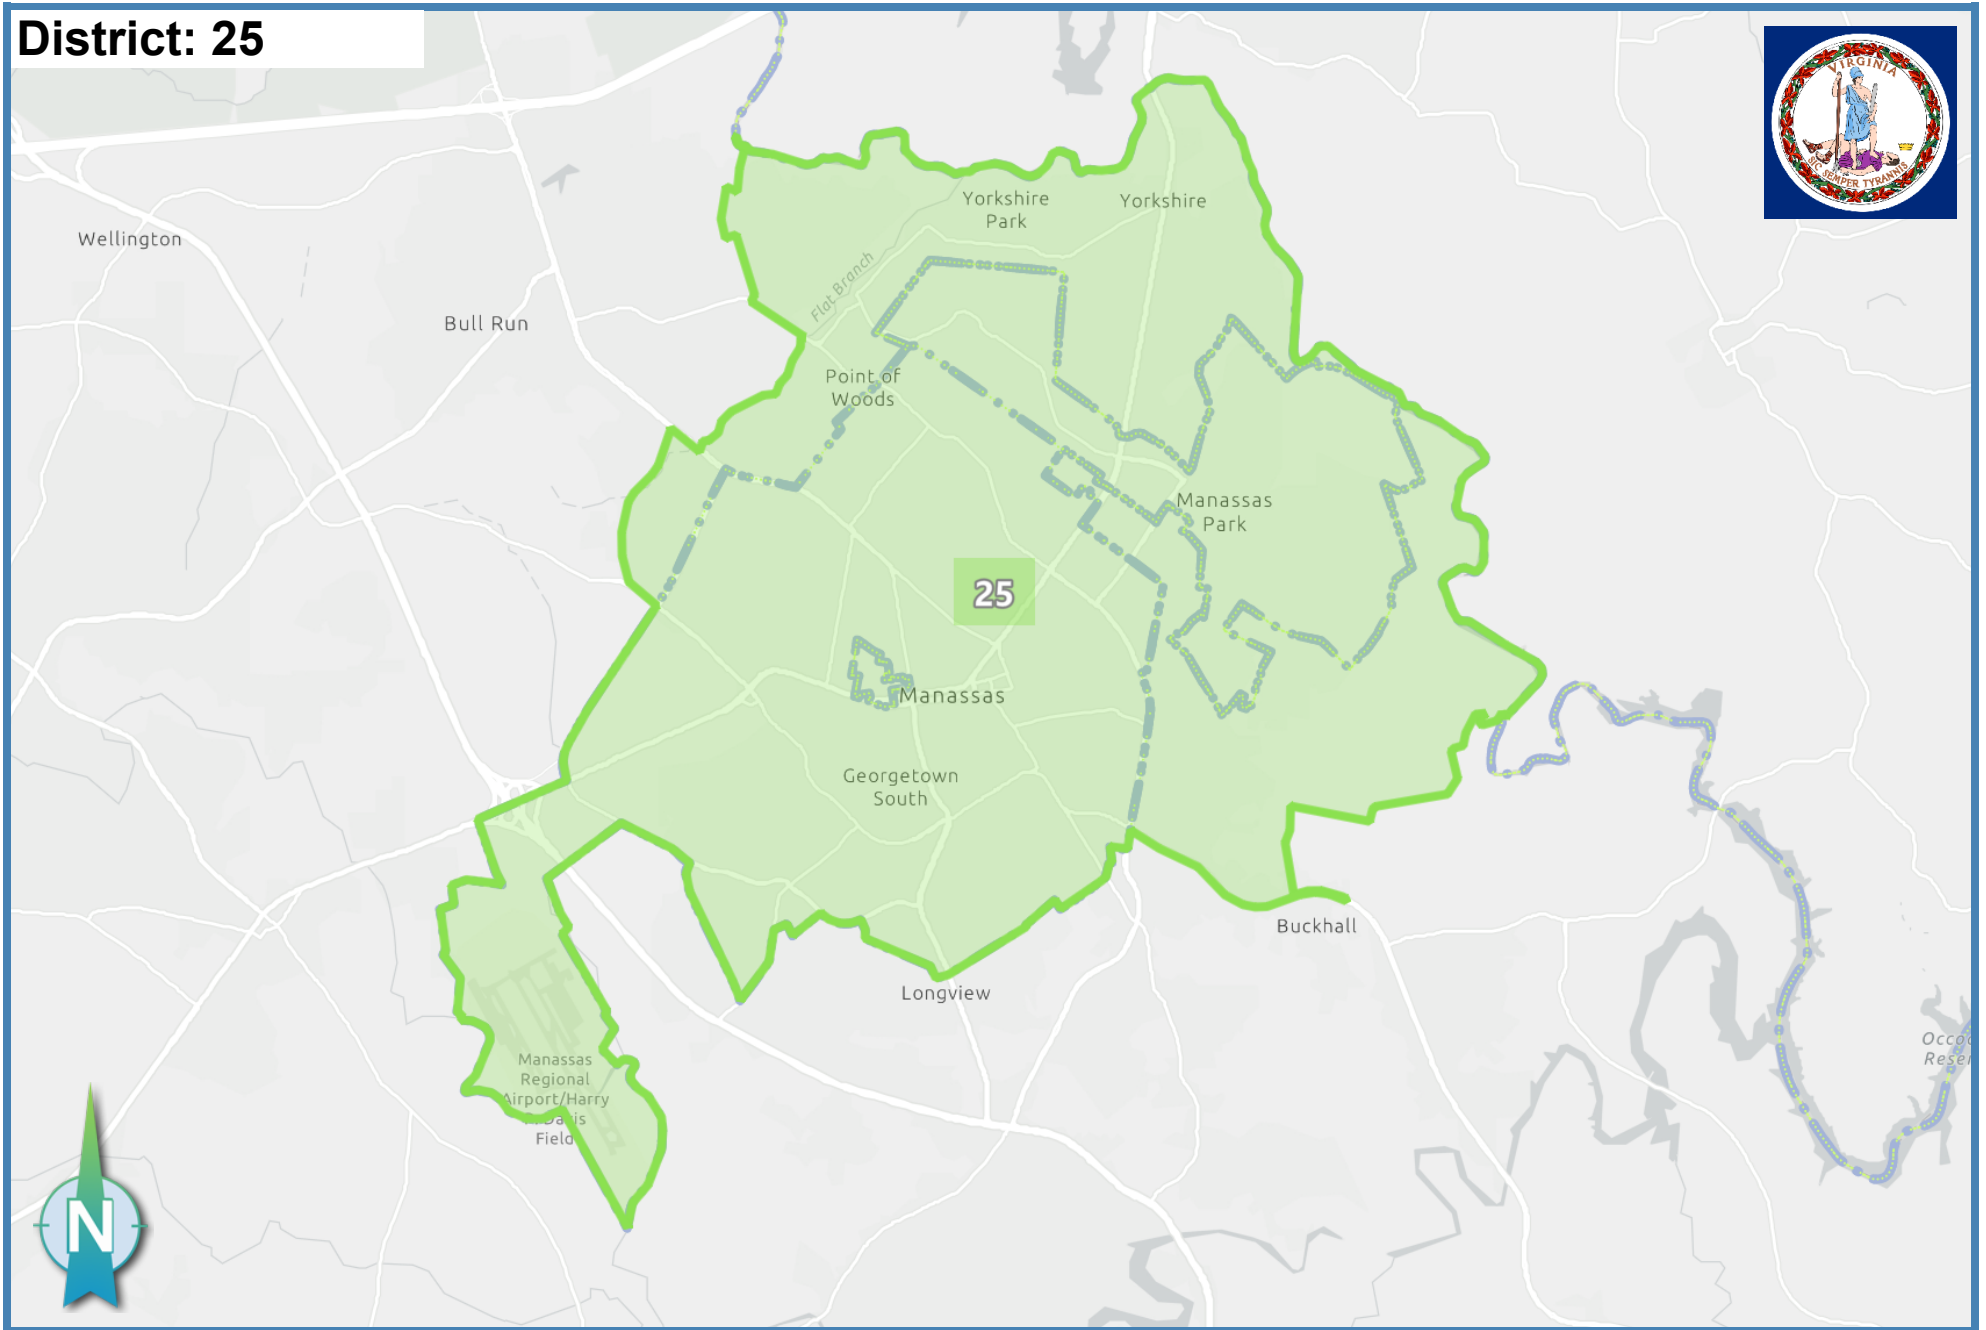 District: 25
VIRGINIA
SIC SEMPER TYRANNIS
Yorkshire
Park
Yorkshire
Wellington
Flat Branch
Bull Run
Point of
Woods
Manassas
Park
25
Manassas
Georgetown
South
Buckhall
Longview
Manassas
Regional
Airport/Harry
P. Davis
Field
N